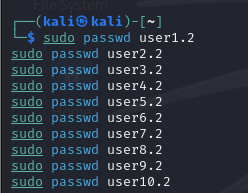 File System
┌──(kali㉿kali)-[~]
└─$ sudo passwd user1.2
sudo passwd user2.2
sudo passwd user3.2
sudo passwd user4.2
sudo passwd user5.2
sudo passwd user6.2
sudo passwd user7.2
sudo passwd user8.2
sudo passwd user9.2
sudo passwd user10.2